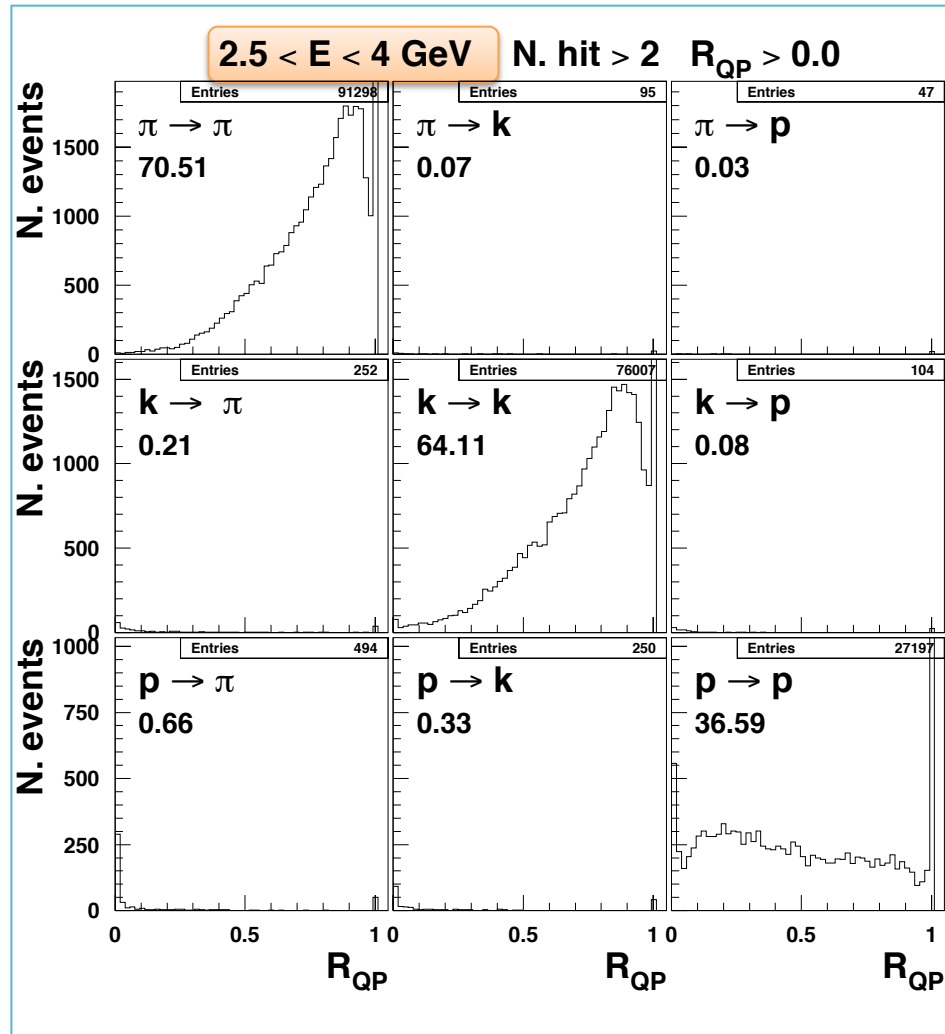 2.5 < E < 4 GeV N. hit > 2 R_QP > 0.0
Entries 91298
π → π
70.51
Entries 95
π → k
0.07
Entries 47
π → p
0.03
N. events
1500
1000
500
0
Entries 252
k → π
0.21
Entries 76007
k → k
64.11
Entries 104
k → p
0.08
N. events
1500
1000
500
0
Entries 494
p → π
0.66
Entries 250
p → k
0.33
Entries 27197
p → p
36.59
N. events
1000
750
500
250
0
0 0.5 1 0 0.5 1 0 0.5 1
R_QP R_QP R_QP